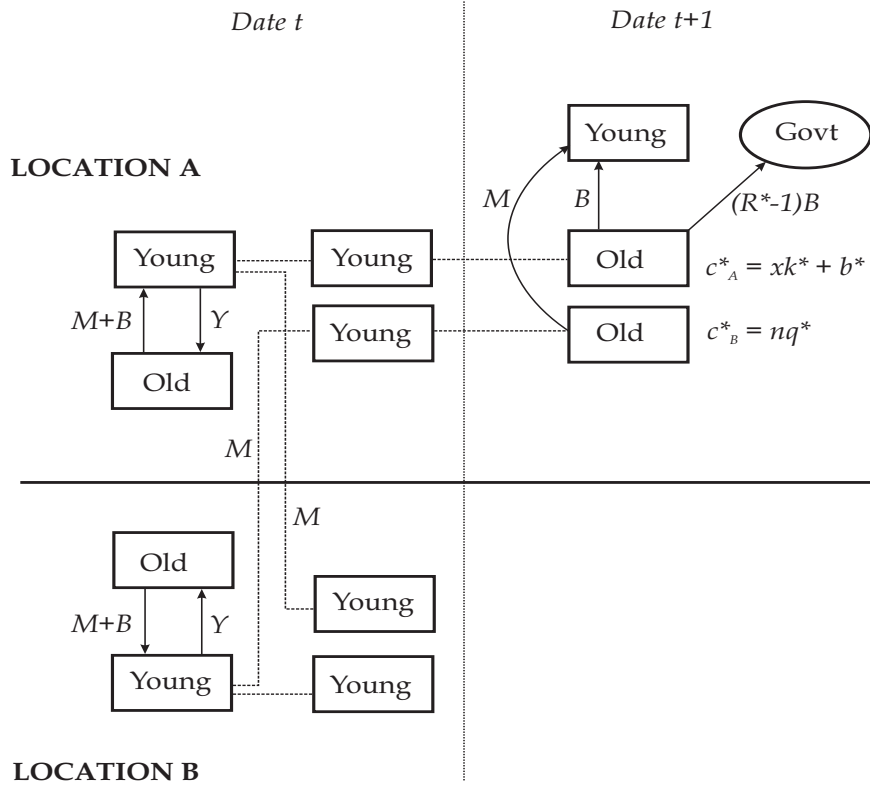 Date t
Date t+1
Young
Govt
LOCATION A
M
B
(R*-1)B
Young
Young
Old
c*_A = xk* + b*
M+B
Y
Young
Old
c*_B = nq*
Old
M
M
Old
Young
M+B
Y
Young
Young
LOCATION B